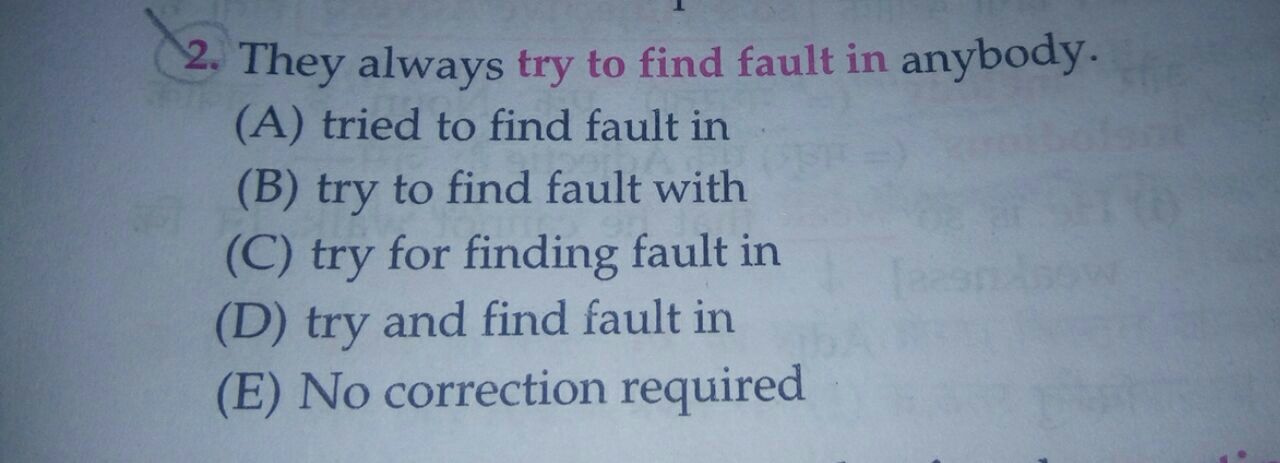 2. They always try to find fault in anybody.
(A) tried to find fault in
(B) try to find fault with
(C) try for finding fault in
(D) try and find fault in
(E) No correction required